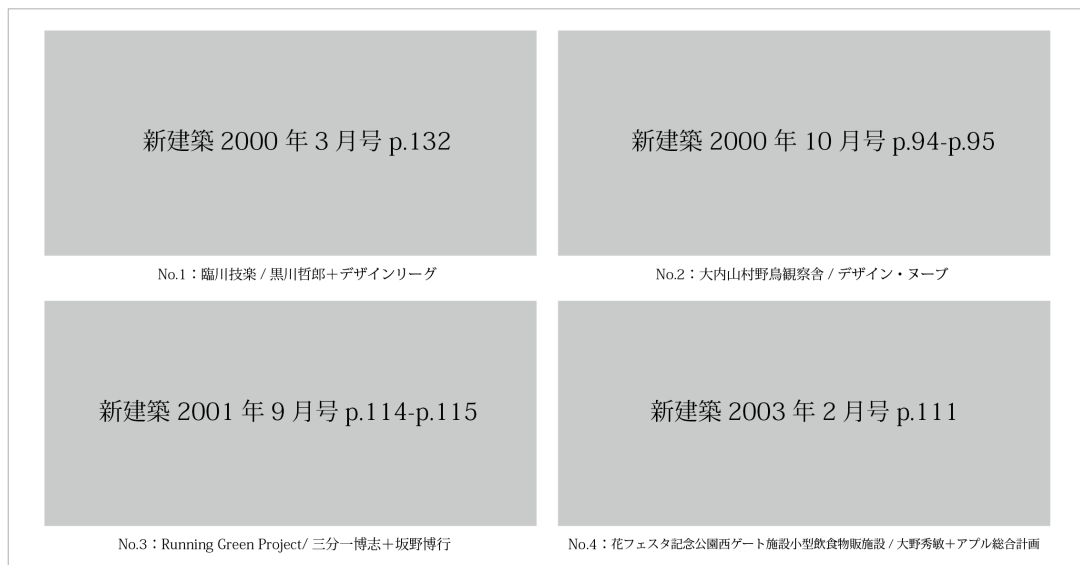 新建築 2000 年 3 月号 p.132
新建築 2000 年 10 月号 p.94-p.95
No.1：臨川技楽 / 黒川哲郎＋デザインリーグ
No.2：大内山村野鳥観察舎 / デザイン・ヌーブ
新建築 2001 年 9 月号 p.114-p.115
新建築 2003 年 2 月号 p.111
No.3：Running Green Project/ 三分一博志＋坂野博行
No.4：花フェスタ記念公園西ゲート施設小型飲食物販施設 / 大野秀敏＋アプル総合計画